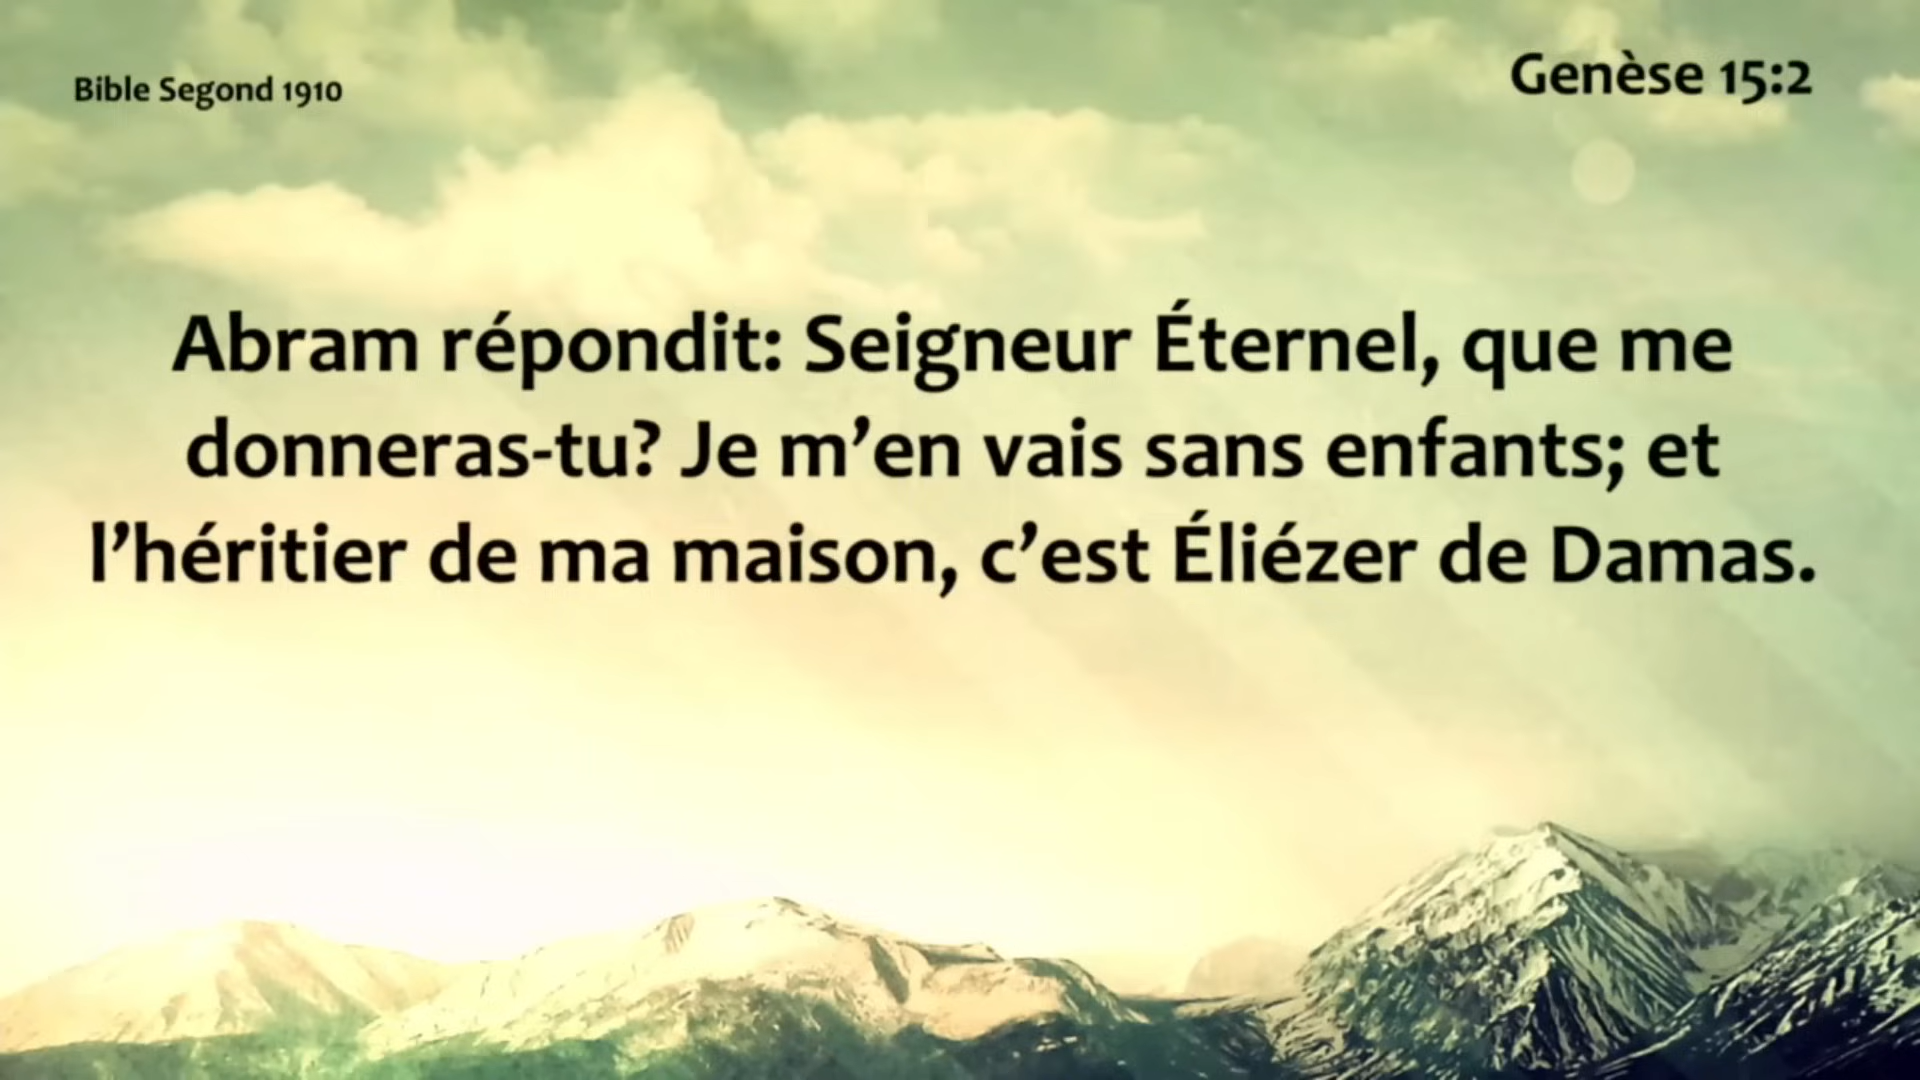 Bible Segond 1910
Genèse 15:2
Abram répondit: Seigneur Éternel, que me
donneras-tu? Je m’en vais sans enfants; et
l’héritier de ma maison, c’est Éliézer de Damas.